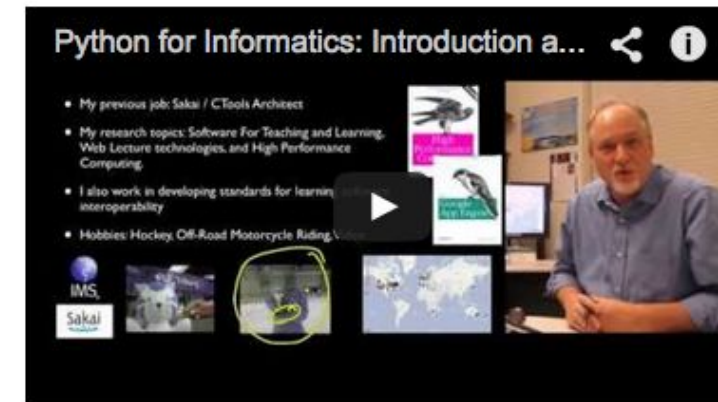 Python for Informatics: Introduction a...
• My previous job: Sakai / CTools Architect
• My research topics: Software For Teaching and Learning,
Web Lecture technologies, and High Performance
Computing.
• I also work in developing standards for learning
interoperability
• Hobbies: Hockey, Off-Road Motorcycle Riding,
High
Performance
Google
App Engine
IMS
Sakai